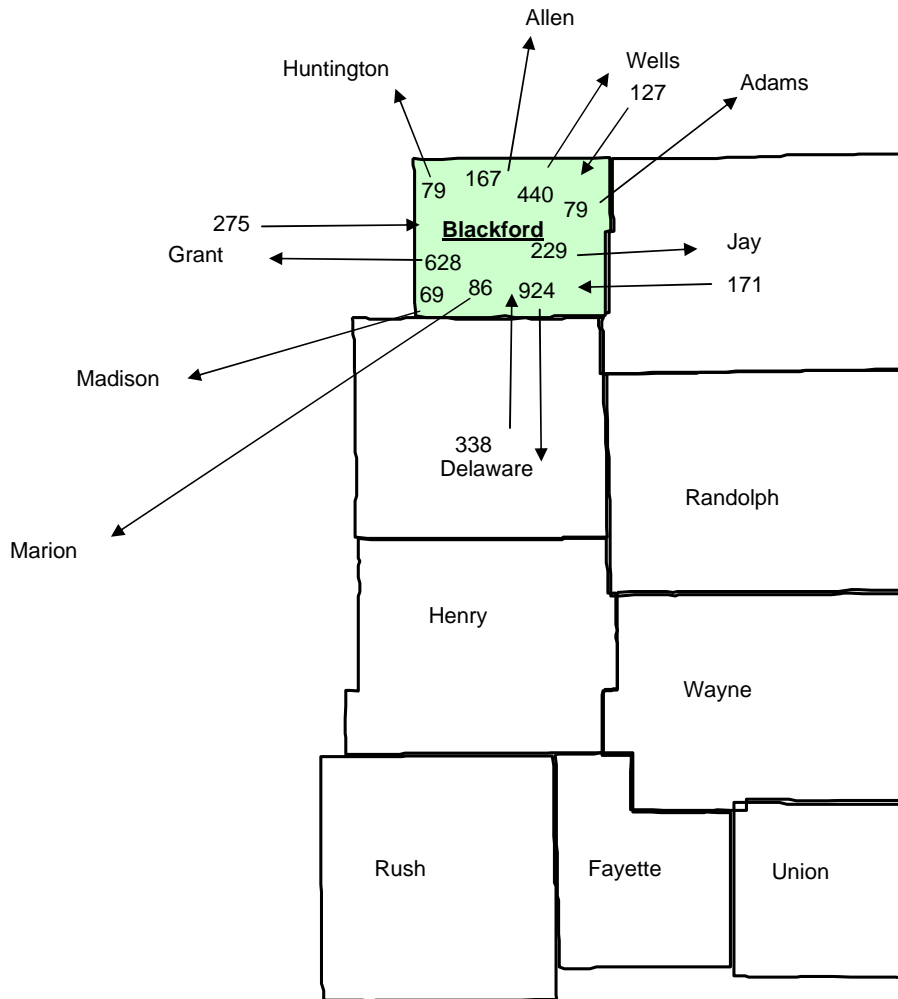 Allen
Huntington
Wells
127
Adams
79
167
440
79
275
Blackford
229
Jay
Grant
628
69
86
924
171
Madison
338
Delaware
Randolph
Marion
Henry
Wayne
Rush
Fayette
Union